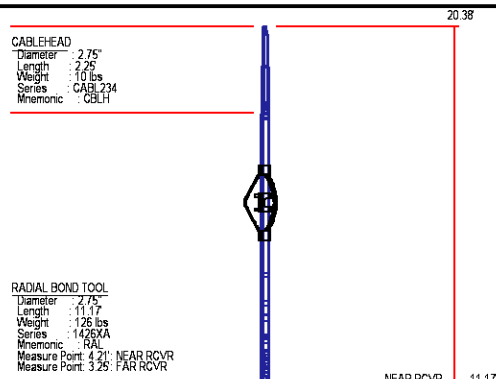 20.38'
CABLEHEAD
Diameter : 2.75"
Length : 2.25'
Weight : 10 lbs
Series : CABL234
Mnemonic : CBLH
RADIAL BOND TOOL
Diameter : 2.75"
Length : 11.17'
Weight : 126 lbs
Series : 1426XA
Mnemonic : RAL
Measure Point: 4.21': NEAR RCVR
Measure Point: 3.25': FAR RCVR
NEAR RCVR 11.17'